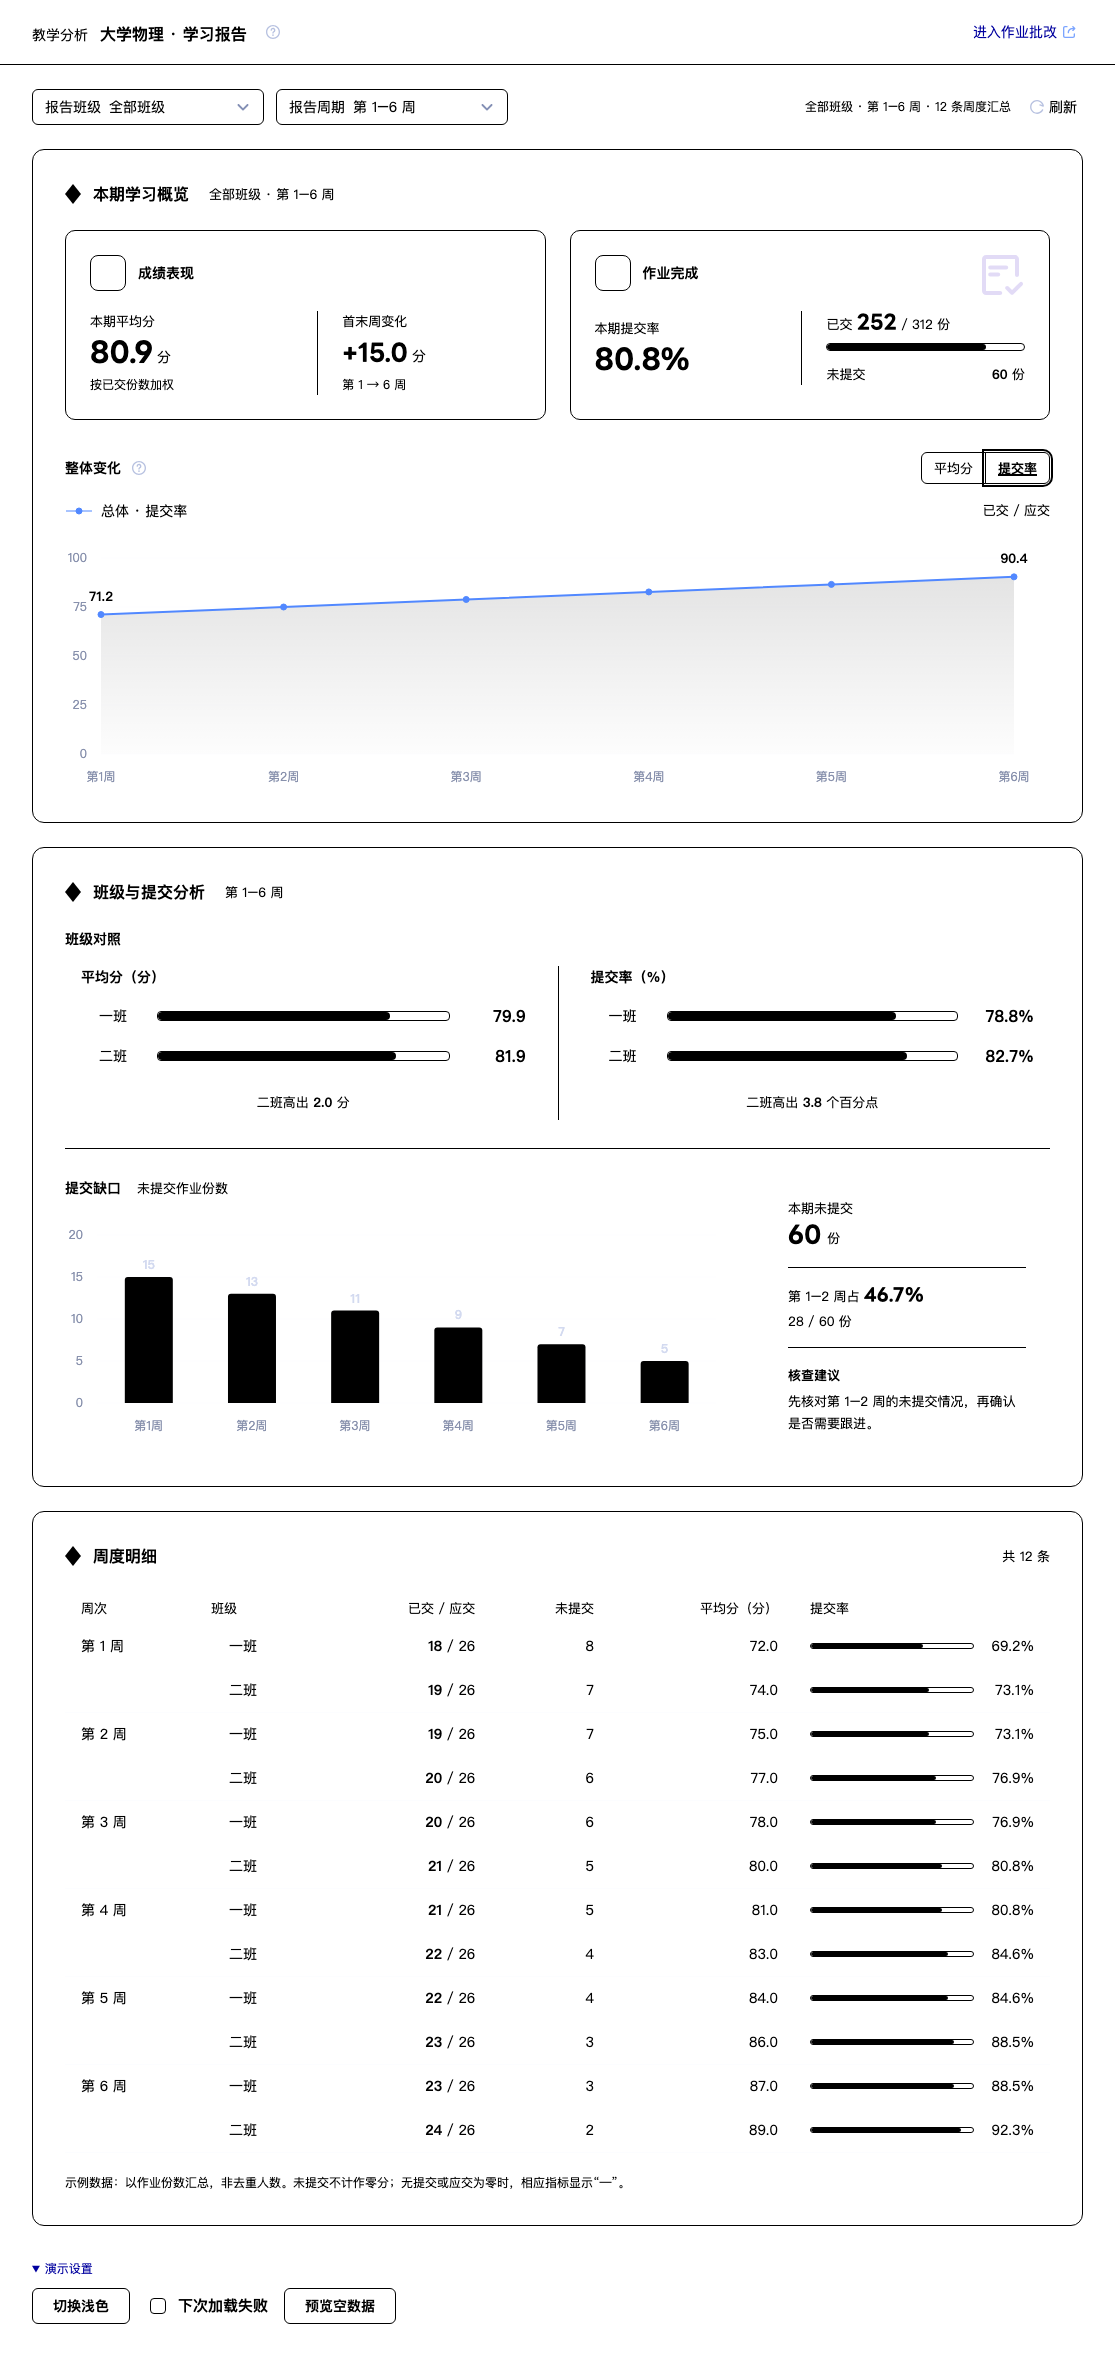 教学分析 大学物理 · 学习报告
进入作业批改
报告班级 全部班级
报告周期 第 1—6 周
全部班级 · 第 1—6 周 · 12 条周度汇总
刷新
本期学习概览 全部班级 · 第 1—6 周
成绩表现
本期平均分
80.9 分
按已交份数加权
首末周变化
+15.0 分
第 1 → 6 周
作业完成
本期提交率
80.8%
已交 252 / 312 份
未提交 60 份
整体变化
平均分 提交率
总体 · 提交率
已交 / 应交
100
75
50
25
0
71.2
90.4
第1周 第2周 第3周 第4周 第5周 第6周
班级与提交分析 第 1—6 周
班级对照
平均分（分）
一班 79.9
二班 81.9
二班高出 2.0 分
提交率（%）
一班 78.8%
二班 82.7%
二班高出 3.8 个百分点
提交缺口 未提交作业份数
20
15
10
5
0
15 13 11 9 7 5
第1周 第2周 第3周 第4周 第5周 第6周
本期未提交
60 份
第 1—2 周占 46.7%
28 / 60 份
核查建议
先核对第 1—2 周的未提交情况，再确认
是否需要跟进。
周度明细
共 12 条
周次 班级 已交 / 应交 未提交 平均分（分） 提交率
第 1 周 一班 18 / 26 8 72.0 69.2%
二班 19 / 26 7 74.0 73.1%
第 2 周 一班 19 / 26 7 75.0 73.1%
二班 20 / 26 6 77.0 76.9%
第 3 周 一班 20 / 26 6 78.0 76.9%
二班 21 / 26 5 80.0 80.8%
第 4 周 一班 21 / 26 5 81.0 80.8%
二班 22 / 26 4 83.0 84.6%
第 5 周 一班 22 / 26 4 84.0 84.6%
二班 23 / 26 3 86.0 88.5%
第 6 周 一班 23 / 26 3 87.0 88.5%
二班 24 / 26 2 89.0 92.3%
示例数据：以作业份数汇总，非去重人数。未提交不计作零分；无提交或应交为零时，相应指标显示“—”。
▼ 演示设置
切换浅色
下次加载失败
预览空数据